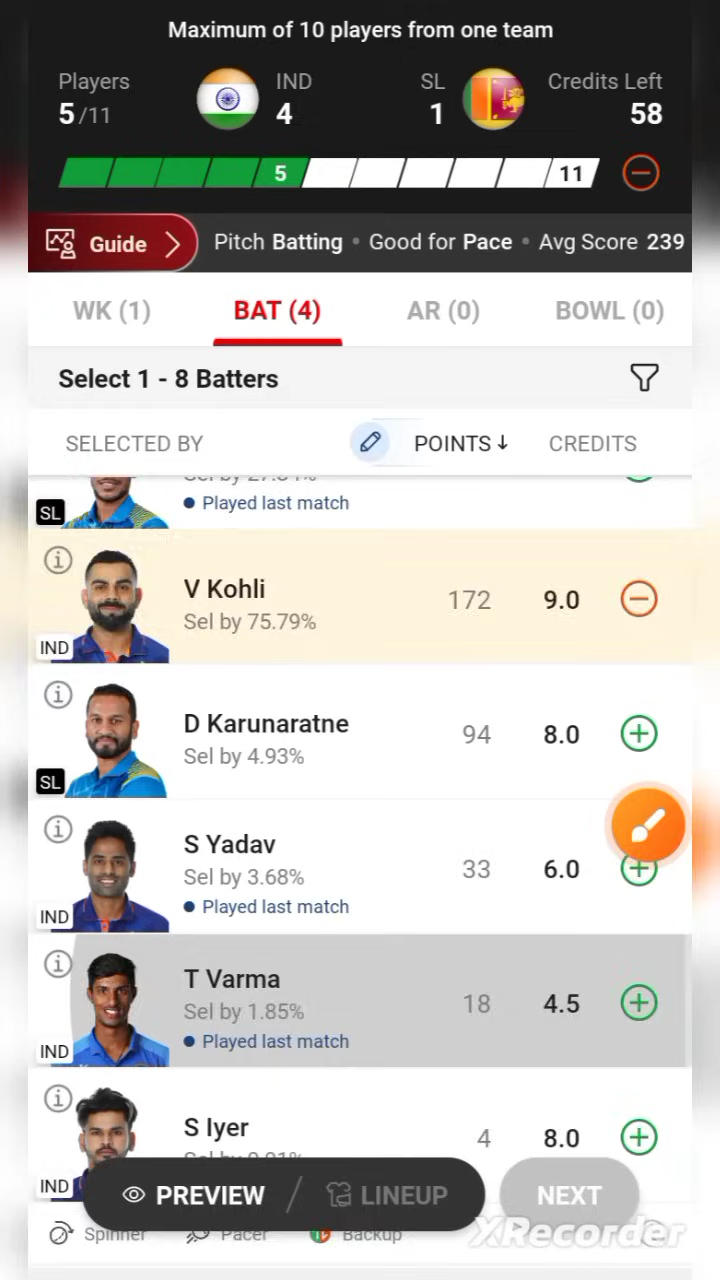 Maximum of 10 players from one team
Players IND SL Credits Left
5/11 4 1 58
5 11
Guide Pitch Batting • Good for Pace • Avg Score 239
WK (1) BAT (4) AR (0) BOWL (0)
Select 1 - 8 Batters
SELECTED BY POINTS↓ CREDITS
SL • Played last match
V Kohli 172 9.0
Sel by 75.79%
IND
D Karunaratne 94 8.0
Sel by 4.93%
SL
S Yadav 33 6.0
Sel by 3.68%
IND • Played last match
T Varma 18 4.5
Sel by 1.85%
IND • Played last match
S Iyer 4 8.0
IND PREVIEW / LINEUP NEXT
Spinner Pacer Backup XRecorder